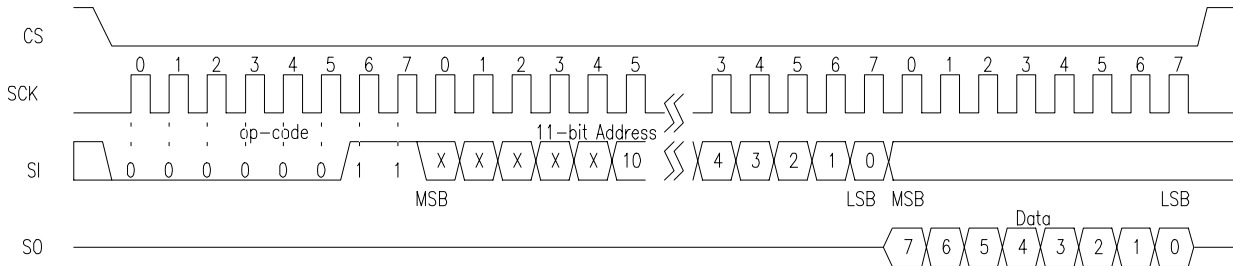 CS
0 1 2 3 4 5 6 7 0 1 2 3 4 5 3 4 5 6 7 0 1 2 3 4 5 6 7
SCK
op-code 11-bit Address
SI 0 0 0 0 0 0 1 1 X X X X X 10 4 3 2 1 0
MSB LSB MSB LSB
Data
SO 7 6 5 4 3 2 1 0